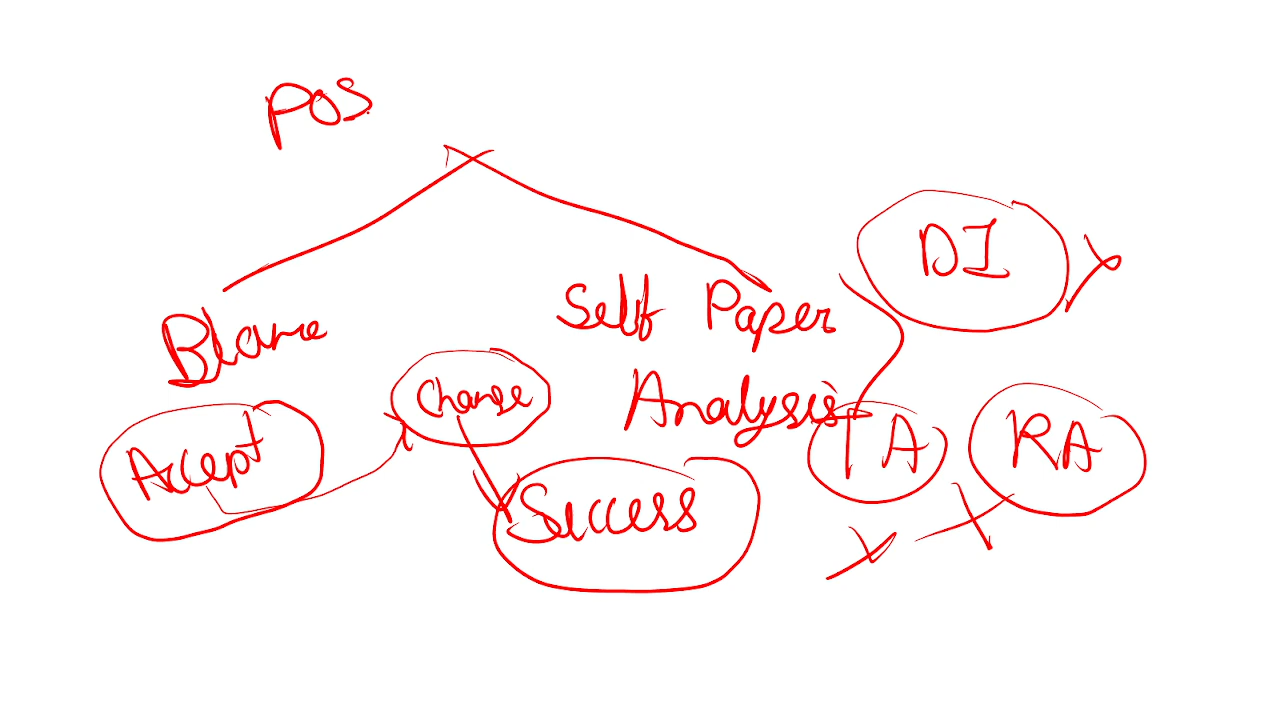 POS
Blame
Self Paper
Analysis
DI
Accept
Change
Success
TA
RA